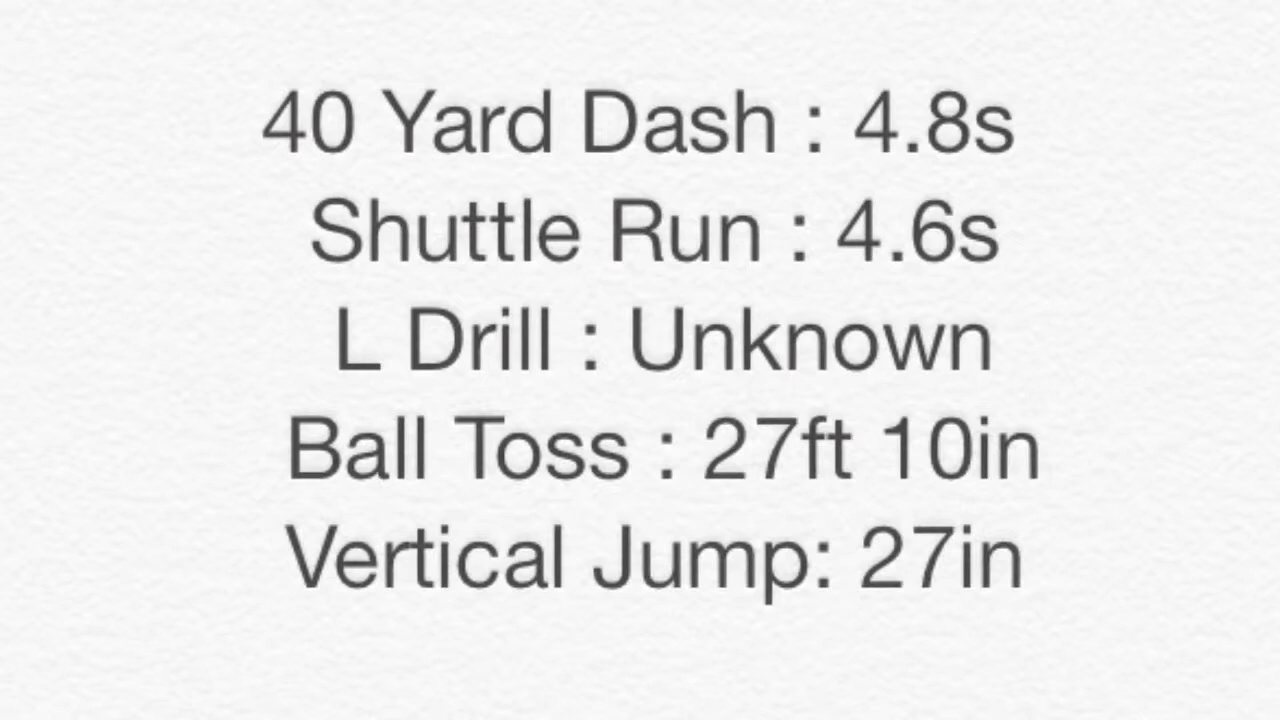 40 Yard Dash : 4.8s
Shuttle Run : 4.6s
L Drill : Unknown
Ball Toss : 27ft 10in
Vertical Jump: 27in